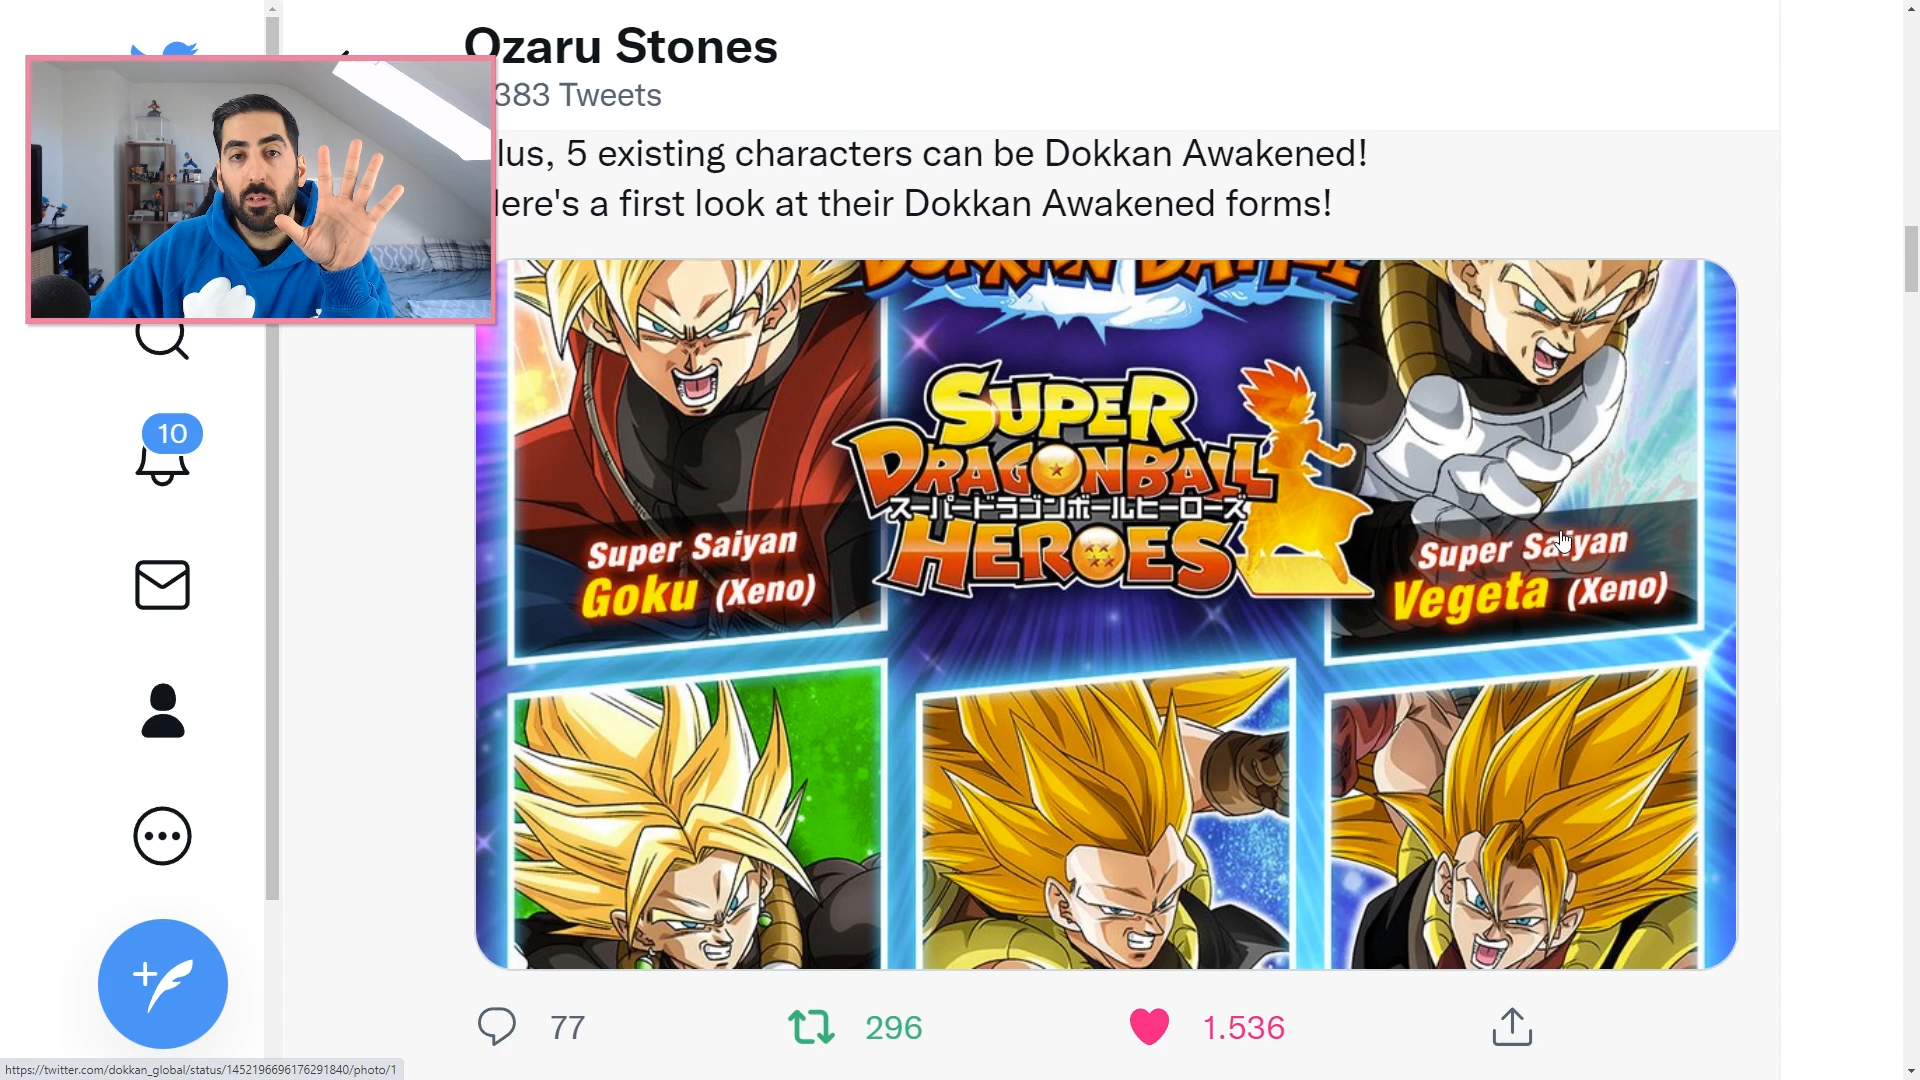 Ozaru Stones
383 Tweets
lus, 5 existing characters can be Dokkan Awakened!
ere's a first look at their Dokkan Awakened forms!
DOKKAN BATTLE
SUPER
DRAGONBALL
スーパードラゴンボールヒーローズ
HEROES
Super Saiyan
Goku (Xeno)
Super Saiyan
Vegeta (Xeno)
10
77
296
1.536
https://twitter.com/dokkan_global/status/1452196696176291840/photo/1